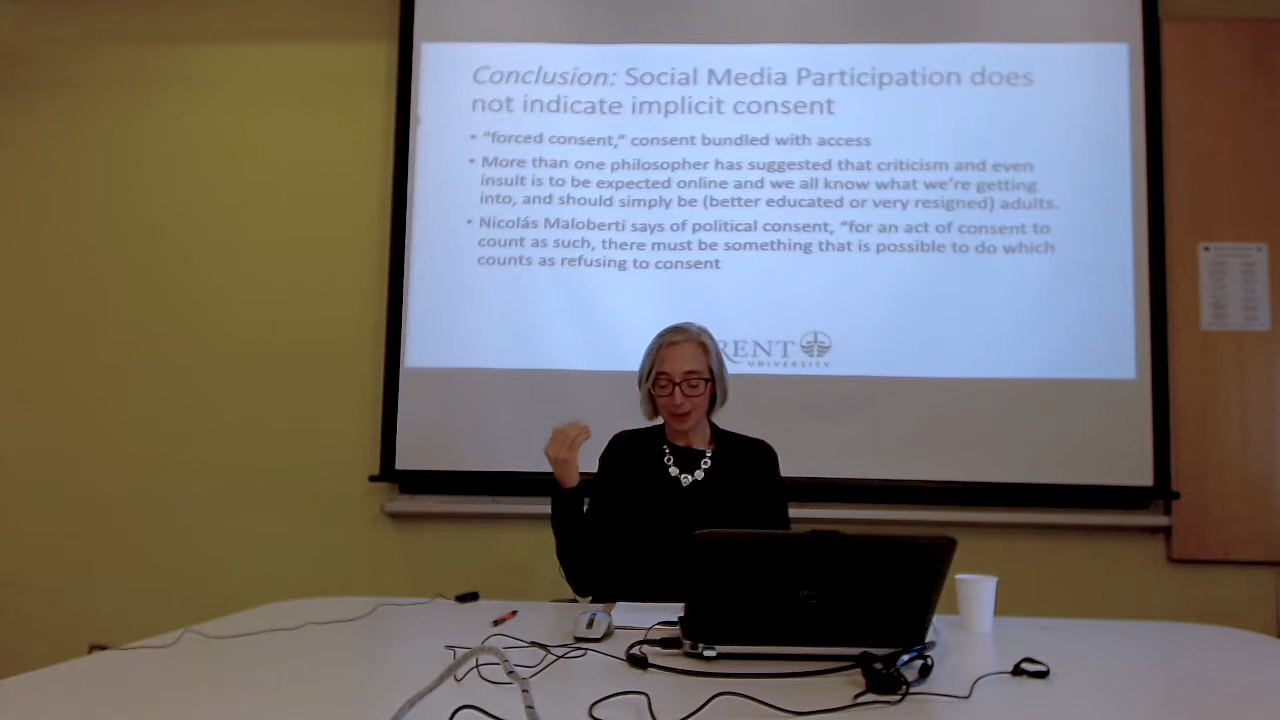 Conclusion: Social Media Participation does
not indicate implicit consent
• “forced consent,” consent bundled with access
• More than one philosopher has suggested that criticism and even
insult is to be expected online and we all know what we're getting
into, and should simply be (better educated or very resigned) adults.
• Nicolás Maloberti says of political consent, “for an act of consent to
count as such, there must be something that is possible to do which
counts as refusing to consent
RENT
UNIVERSITY